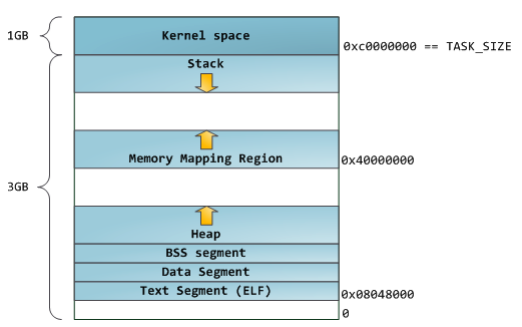 1GB
Kernel space
0xc0000000 == TASK_SIZE
Stack
Memory Mapping Region
0x40000000
3GB
Heap
BSS segment
Data Segment
Text Segment (ELF)
0x08048000
0